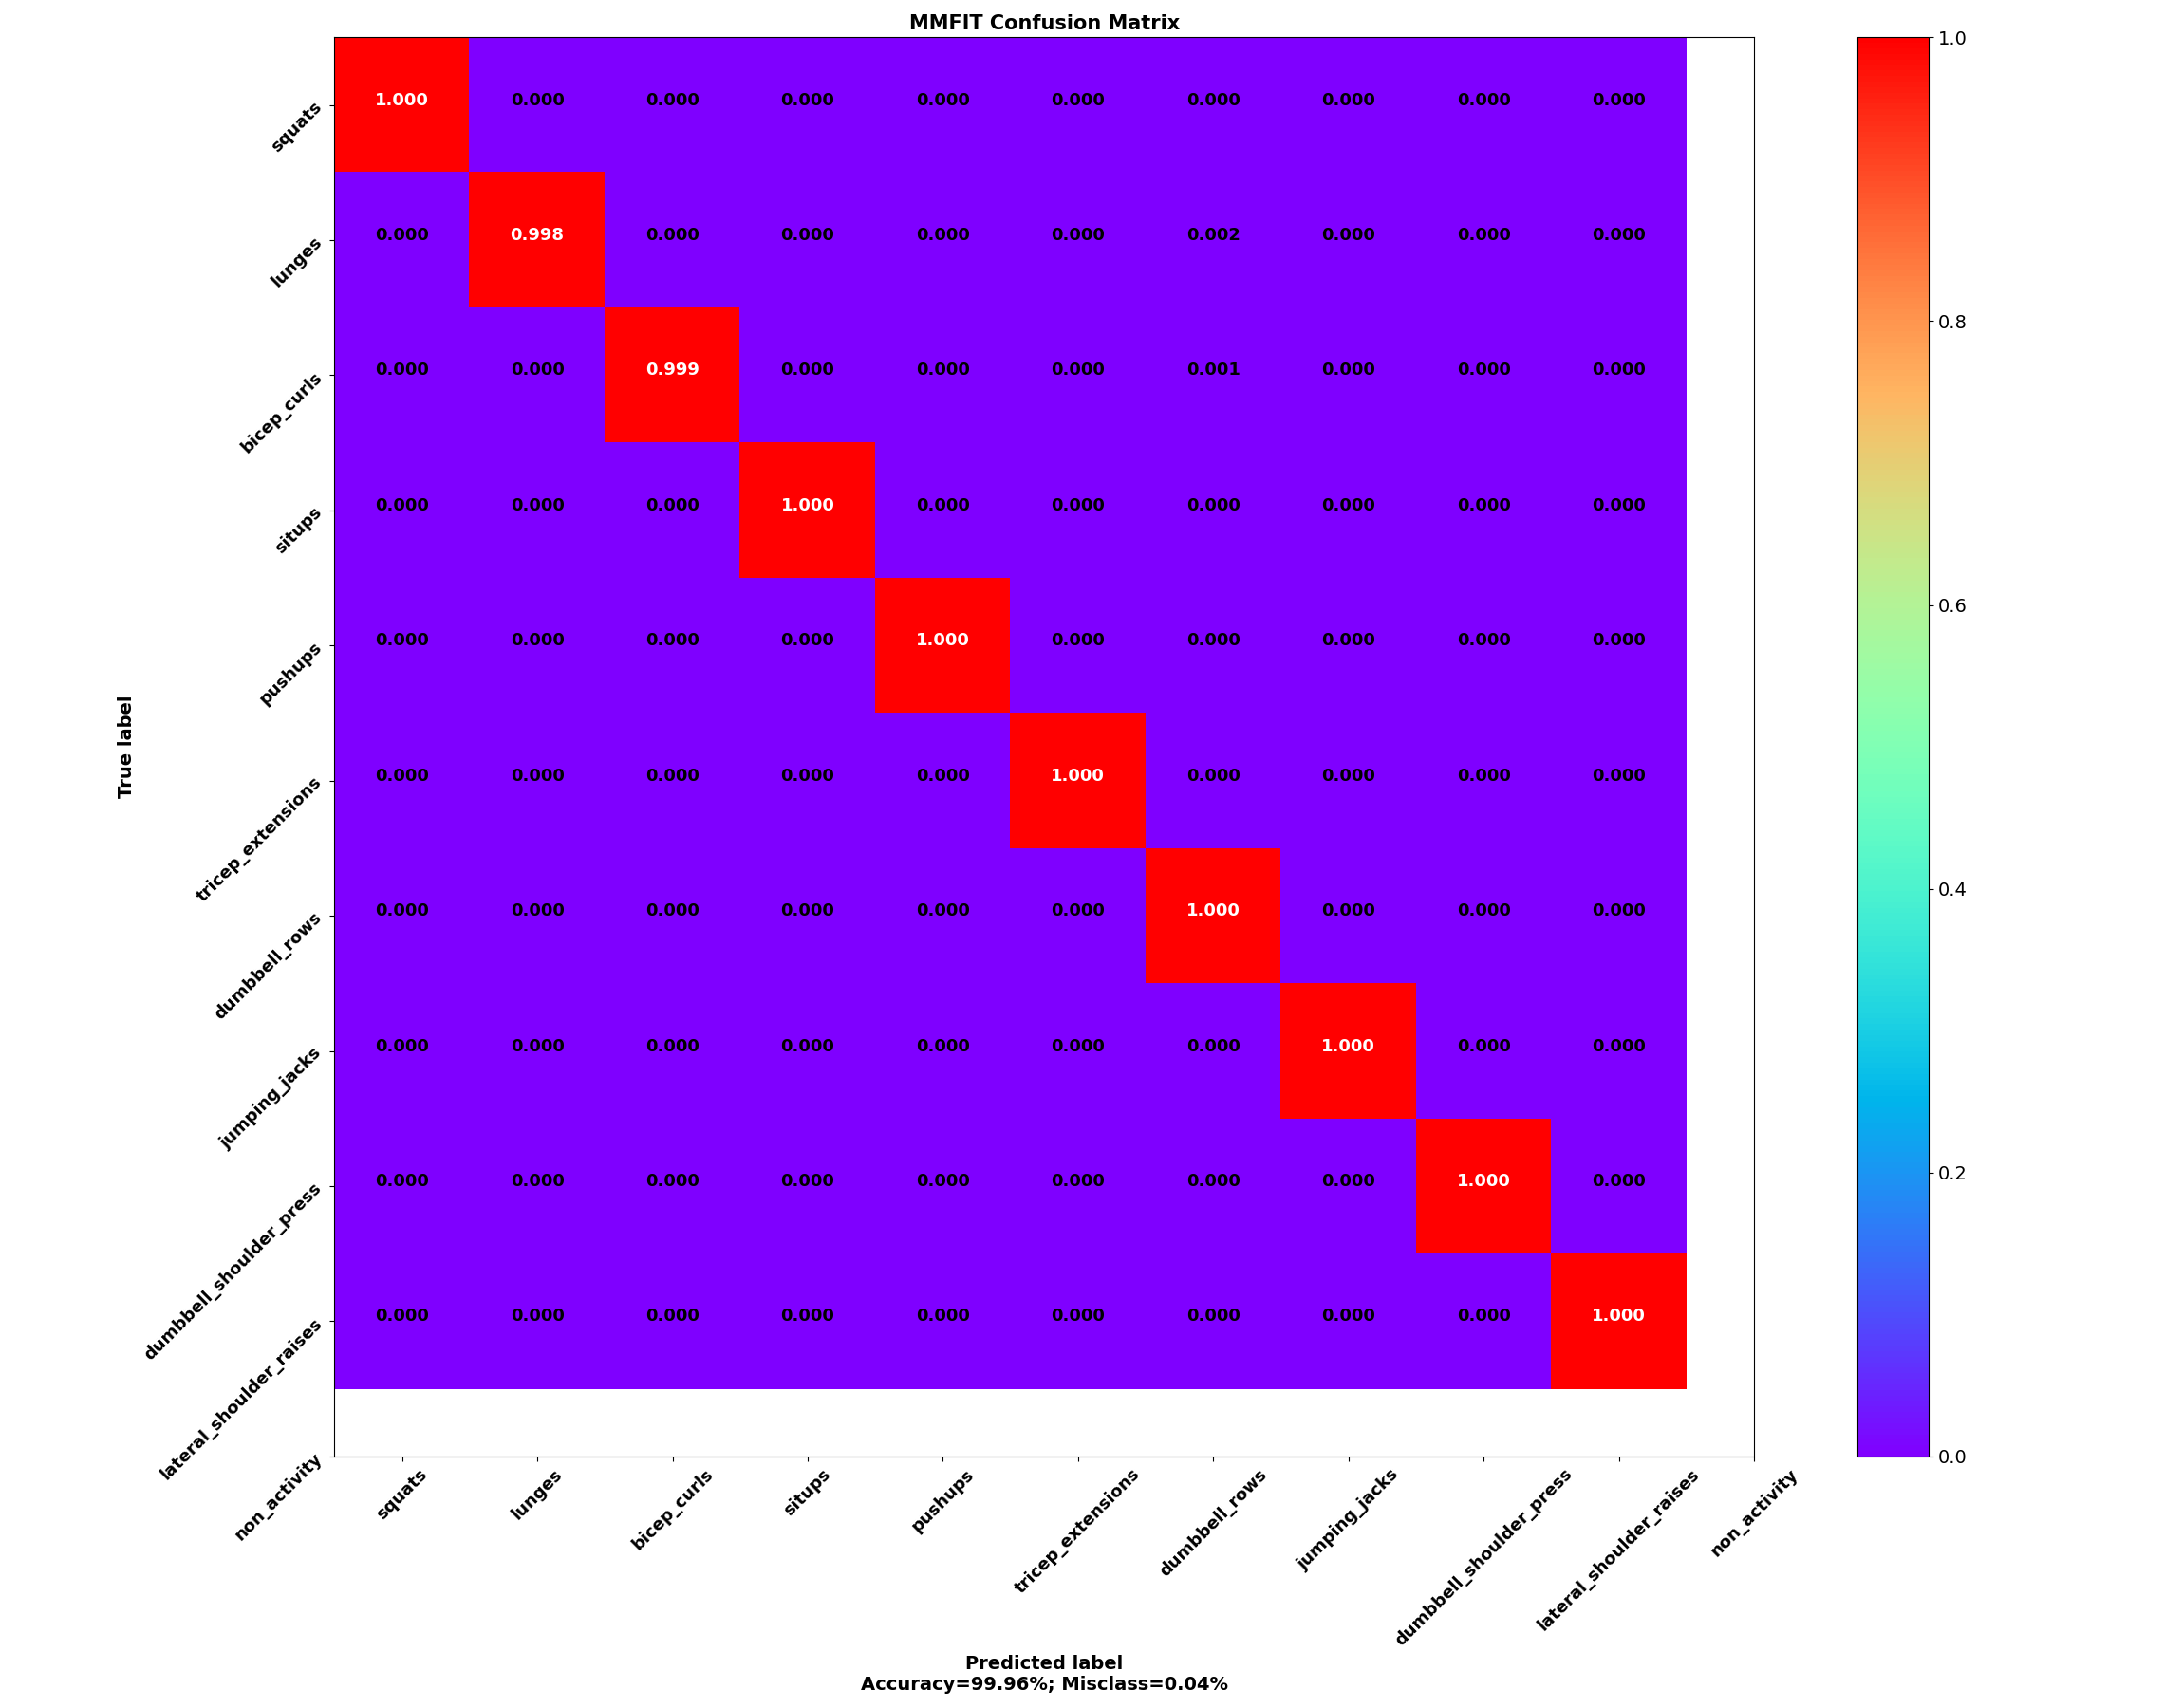 MMFIT Confusion Matrix
squats 1.000 0.000 0.000 0.000 0.000 0.000 0.000 0.000 0.000 0.000
lunges 0.000 0.998 0.000 0.000 0.000 0.000 0.002 0.000 0.000 0.000
bicep_curls 0.000 0.000 0.999 0.000 0.000 0.000 0.001 0.000 0.000 0.000
situps 0.000 0.000 0.000 1.000 0.000 0.000 0.000 0.000 0.000 0.000
pushups 0.000 0.000 0.000 0.000 1.000 0.000 0.000 0.000 0.000 0.000
tricep_extensions 0.000 0.000 0.000 0.000 0.000 1.000 0.000 0.000 0.000 0.000
dumbbell_rows 0.000 0.000 0.000 0.000 0.000 0.000 1.000 0.000 0.000 0.000
jumping_jacks 0.000 0.000 0.000 0.000 0.000 0.000 0.000 1.000 0.000 0.000
dumbbell_shoulder_press 0.000 0.000 0.000 0.000 0.000 0.000 0.000 0.000 1.000 0.000
lateral_shoulder_raises 0.000 0.000 0.000 0.000 0.000 0.000 0.000 0.000 0.000 1.000
non_activity
True label
squats lunges bicep_curls situps pushups tricep_extensions dumbbell_rows jumping_jacks dumbbell_shoulder_press lateral_shoulder_raises non_activity
Predicted label
Accuracy=99.96%; Misclass=0.04%
1.0
0.8
0.6
0.4
0.2
0.0